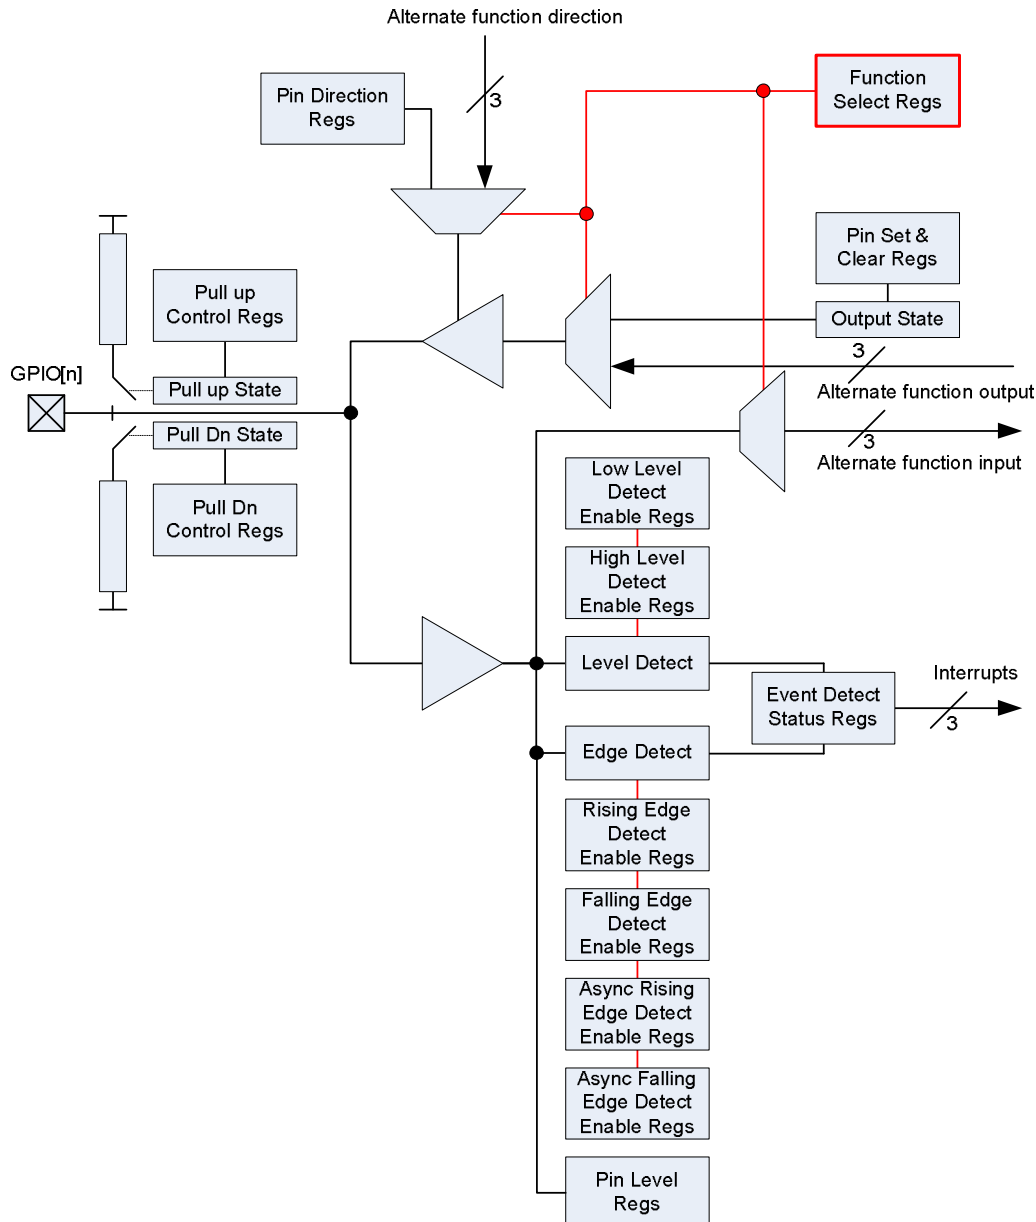 Alternate function direction
3
Pin Direction
Regs
Function
Select Regs
Pin Set &
Clear Regs
Output State
3
Alternate function output
3
Alternate function input
Pull up
Control Regs
Pull up State
GPIO[n]
Pull Dn State
Pull Dn
Control Regs
Low Level
Detect
Enable Regs
High Level
Detect
Enable Regs
Level Detect
Event Detect
Status Regs
Interrupts
3
Edge Detect
Rising Edge
Detect
Enable Regs
Falling Edge
Detect
Enable Regs
Async Rising
Edge Detect
Enable Regs
Async Falling
Edge Detect
Enable Regs
Pin Level
Regs